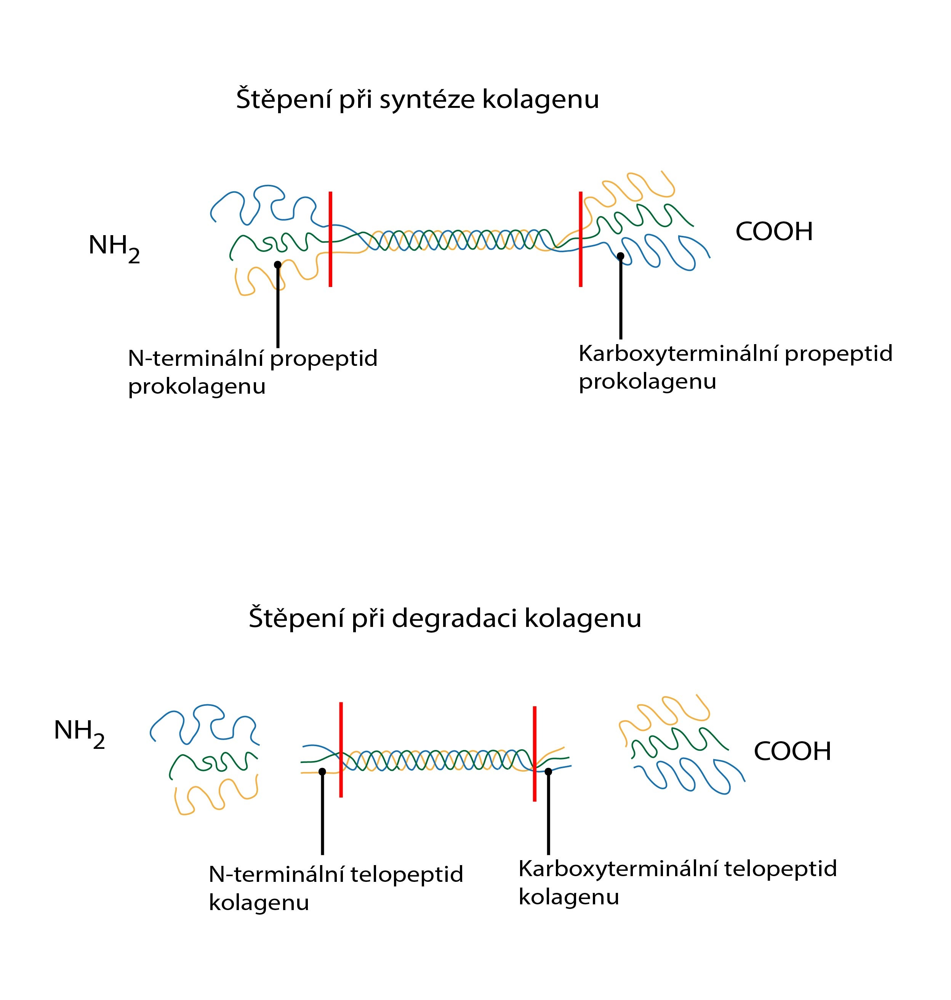 Štěpení při syntéze kolagenu
NH2
COOH
N-terminální propeptid
prokolagenu
Karboxyterminální propeptid
prokolagenu
Štěpení při degradaci kolagenu
NH2
COOH
N-terminální telopeptid
kolagenu
Karboxyterminální telopeptid
kolagenu